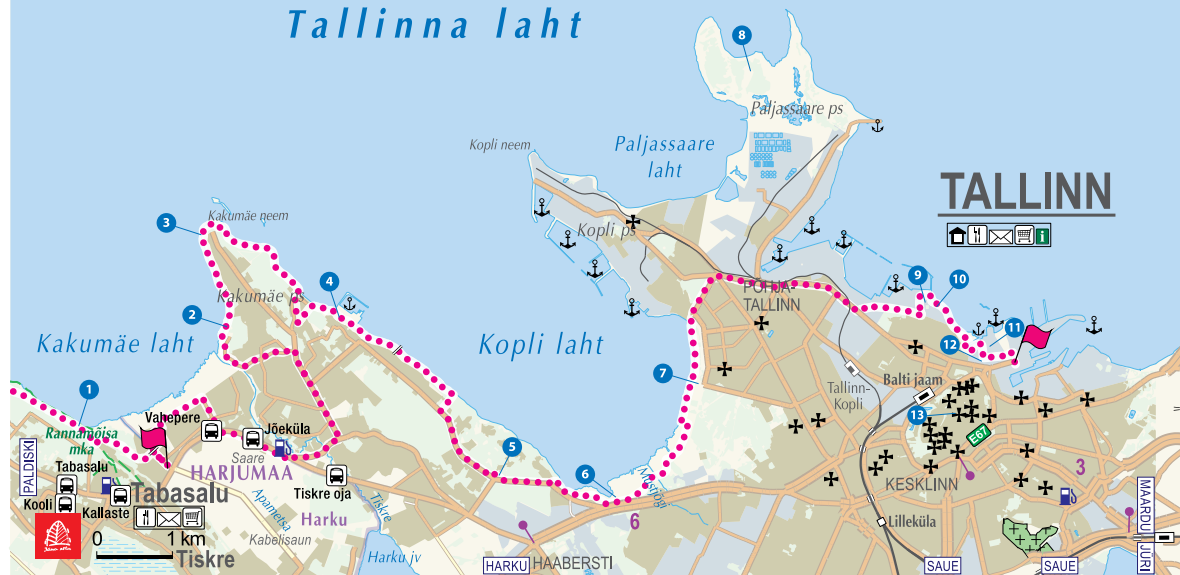 Tallinna laht
8
Paljassaare ps
Kopli neem
Paljassaare
laht
TALLINN
i
3
Kakumäe neem
Kopli ps
Kakumäe ps
4
2
PÕHJA-
TALLINN
9
10
11
12
Kakumäe laht
Kopli laht
7
Tallinn-
Kopli
Balti jaam
1
Vahepere
Rannamõisa
mka
Jõeküla
Saare
13
E67
PALDISKI
HARJUMAA
5
6
Mustjõgi
3
Tabasalu
Tabasalu
Tiskre oja
KESKLINN
Kooli
Kallaste
Apametsa
Harku
Tiskre
6
Lilleküla
MAARDU
0 1 km
Kabelisaun
Tiskre
Harku jv
HARKU
HAABERSTI
SAUE
SAUE
JÜRI